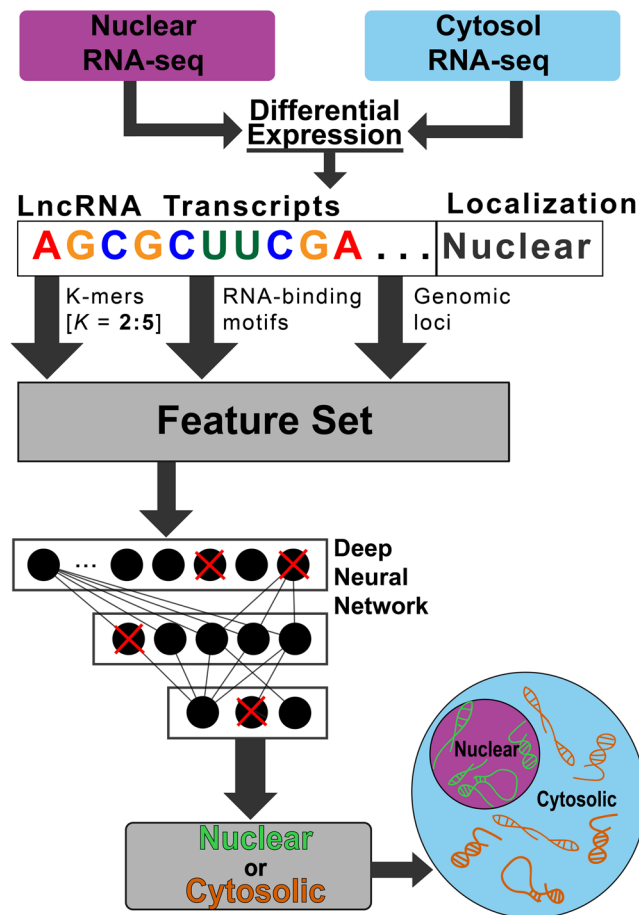 Nuclear
RNA-seq
Cytosol
RNA-seq
Differential
Expression
LncRNA Transcripts
Localization
AGCGCUUCGA...
Nuclear
K-mers
[K = 2:5]
RNA-binding
motifs
Genomic
loci
Feature Set
...
Deep
Neural
Network
Nuclear
or
Cytosolic
Nuclear
Cytosolic